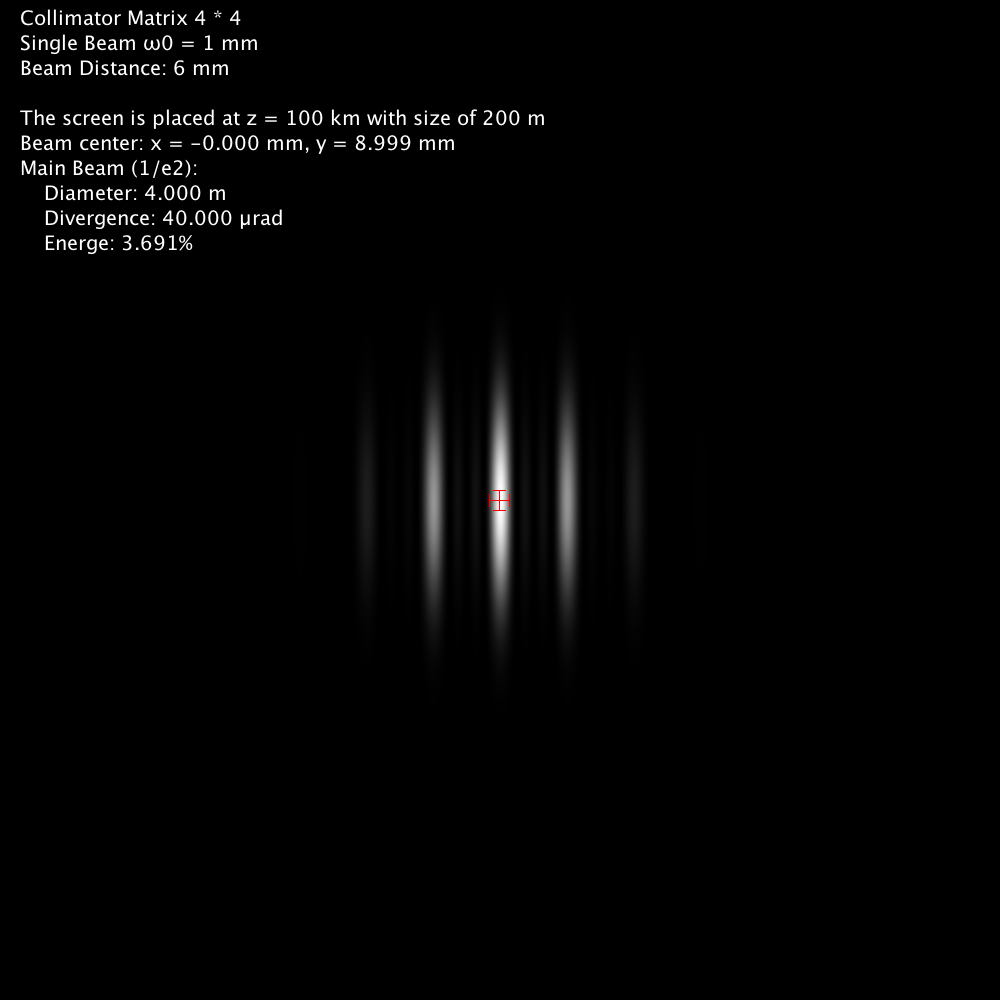 Collimator Matrix 4 * 4
Single Beam ω0 = 1 mm
Beam Distance: 6 mm
The screen is placed at z = 100 km with size of 200 m
Beam center: x = -0.000 mm, y = 8.999 mm
Main Beam (1/e2):
Diameter: 4.000 m
Divergence: 40.000 μrad
Energe: 3.691%